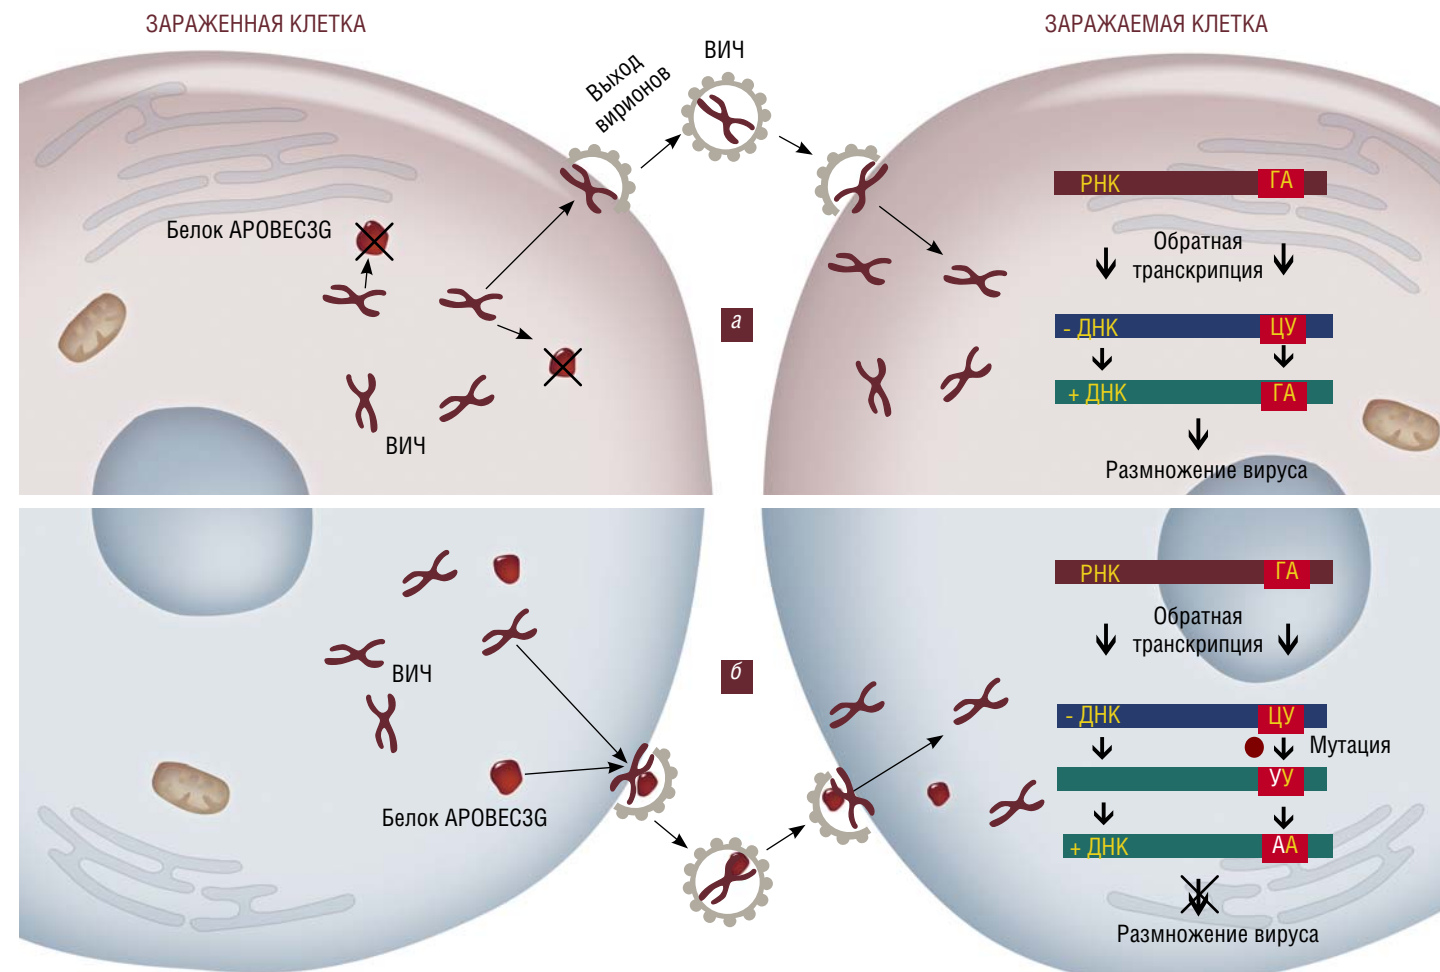 ЗАРАЖЕННАЯ КЛЕТКА
ЗАРАЖАЕМАЯ КЛЕТКА
ВИЧ
Выход
вирионов
Белок APOBEC3G
ВИЧ
а
РНК ГА
Обратная
транскрипция
- ДНК ЦУ
+ ДНК ГА
Размножение вируса
ВИЧ
Белок APOBEC3G
б
РНК ГА
Обратная
транскрипция
- ДНК ЦУ
Мутация
УУ
+ ДНК АА
Размножение вируса